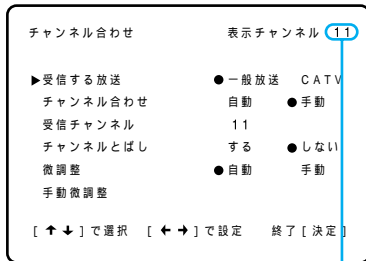 チャンネル合わせ 表示チャンネル 11
▶受信する放送 ●一般放送 CATV
チャンネル合わせ 自動 ●手動
受信チャンネル 11
チャンネルとばし する ●しない
微調整 ●自動 手動
手動微調整
[↑↓]で選択 [←→]で設定 終了[決定]